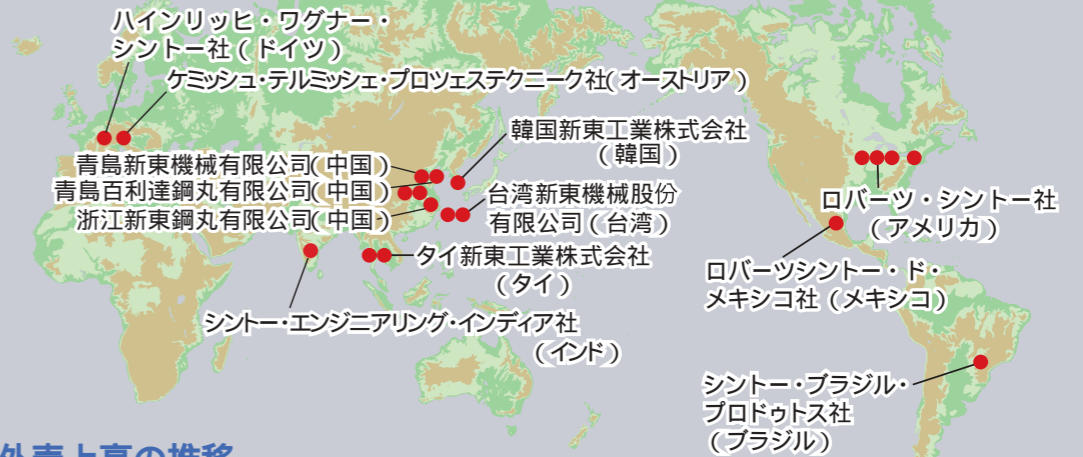 ハインリッヒ・ワグナー・
シントー社(ドイツ)
ケミッシュ・テルミッシェ・プロツェステクニーク社(オーストリア)
韓国新東工業株式会社
(韓国)
青島新東機械有限公司(中国)
青島百利達鋼丸有限公司(中国)
浙江新東鋼丸有限公司(中国)
台湾新東機械股份
有限公司(台湾)
タイ新東工業株式会社
(タイ)
シントー・エンジニアリング・インディア社
(インド)
ロバーツ・シントー社
(アメリカ)
ロバーツシントー・ド・
メキシコ社(メキシコ)
シントー・ブラジル・
プロドゥトス社
(ブラジル)
外売上高の推移